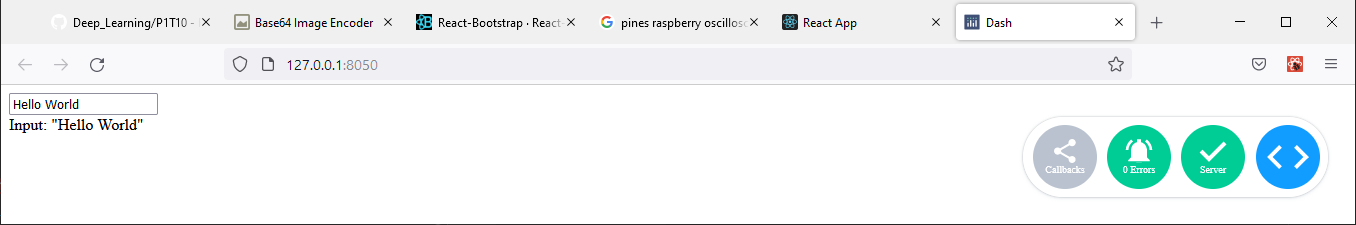 Deep_Learning/P1T10 -
Base64 Image Encoder
React-Bootstrap · React-
pines raspberry oscillosc
React App
Dash
127.0.0.1:8050
Hello World
Input: "Hello World"
Callbacks
0 Errors
Server